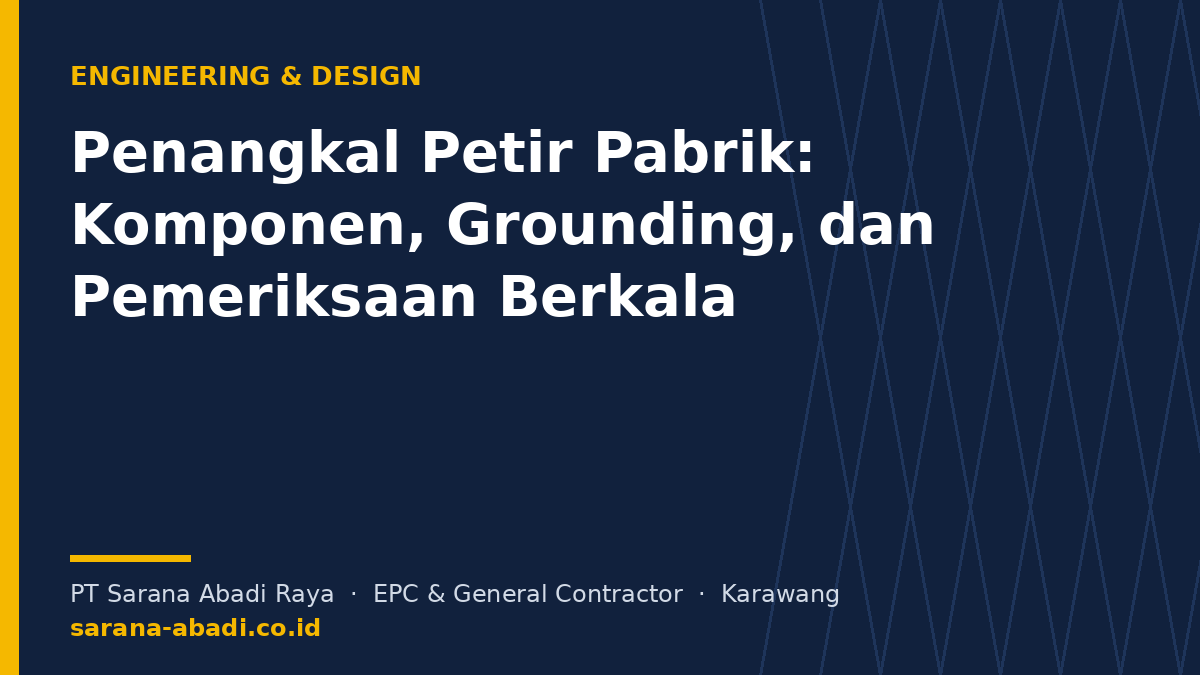 ENGINEERING & DESIGN
Penangkal Petir Pabrik:
Komponen, Grounding, dan
Pemeriksaan Berkala
PT Sarana Abadi Raya · EPC & General Contractor · Karawang
sarana-abadi.co.id